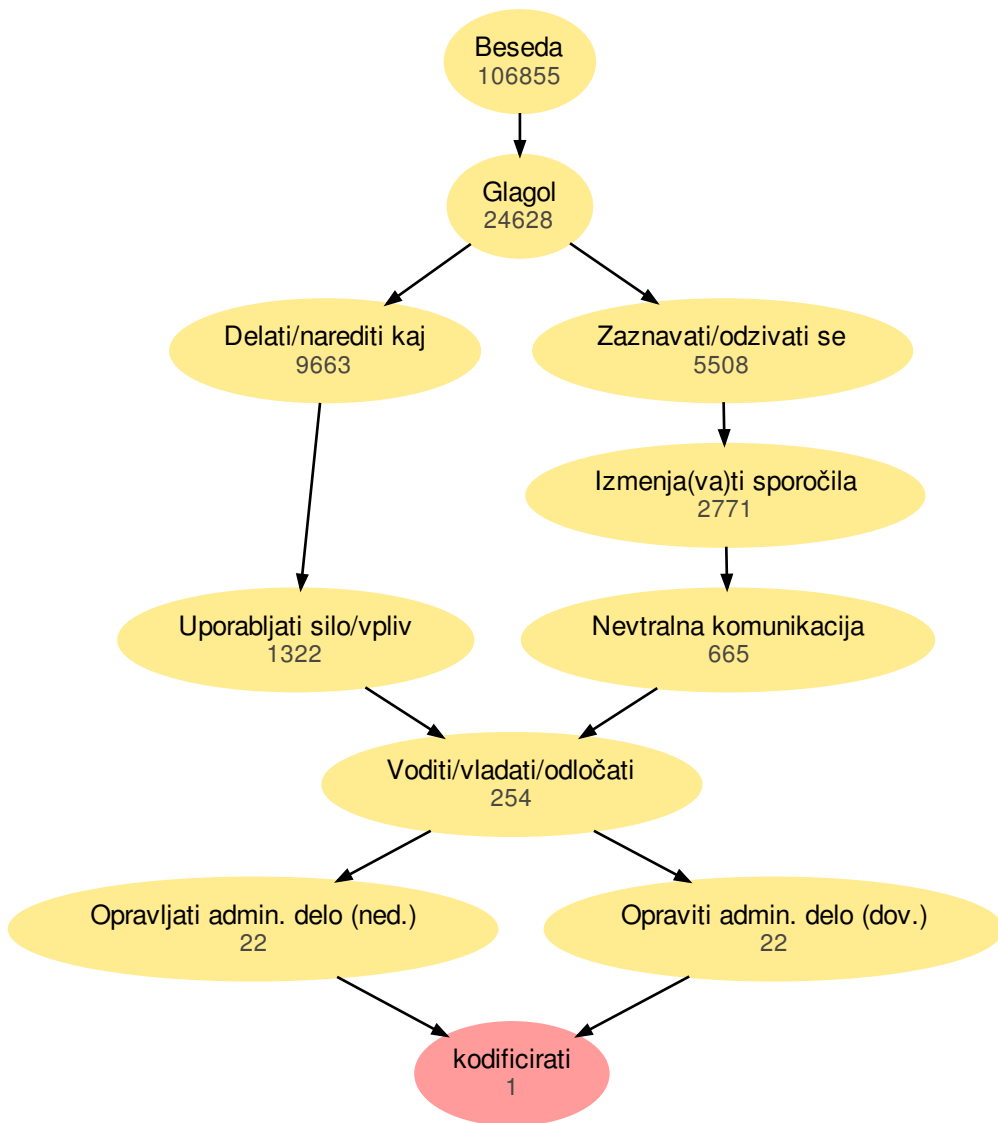 Beseda
106855
Glagol
24628
Delati/narediti kaj
9663
Zaznavati/odzivati se
5508
Izmenja(va)ti sporočila
2771
Uporabljati silo/vpliv
1322
Nevtralna komunikacija
665
Voditi/vladati/odločati
254
Opravljati admin. delo (ned.)
22
Opraviti admin. delo (dov.)
22
kodificirati
1